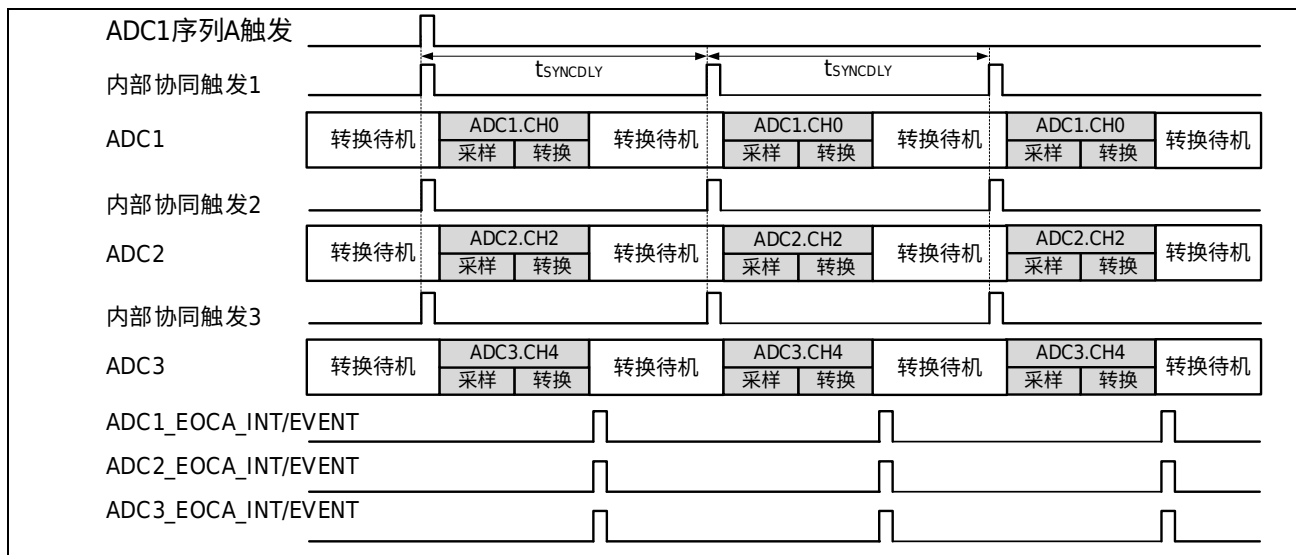 ADC1序列A触发
tSYNCDLY tSYNCDLY
内部协同触发1
ADC1 转换待机 ADC1.CH0 采样 转换 转换待机 ADC1.CH0 采样 转换 转换待机 ADC1.CH0 采样 转换 转换待机
内部协同触发2
ADC2 转换待机 ADC2.CH2 采样 转换 转换待机 ADC2.CH2 采样 转换 转换待机 ADC2.CH2 采样 转换 转换待机
内部协同触发3
ADC3 转换待机 ADC3.CH4 采样 转换 转换待机 ADC3.CH4 采样 转换 转换待机 ADC3.CH4 采样 转换 转换待机
ADC1_EOCA_INT/EVENT
ADC2_EOCA_INT/EVENT
ADC3_EOCA_INT/EVENT